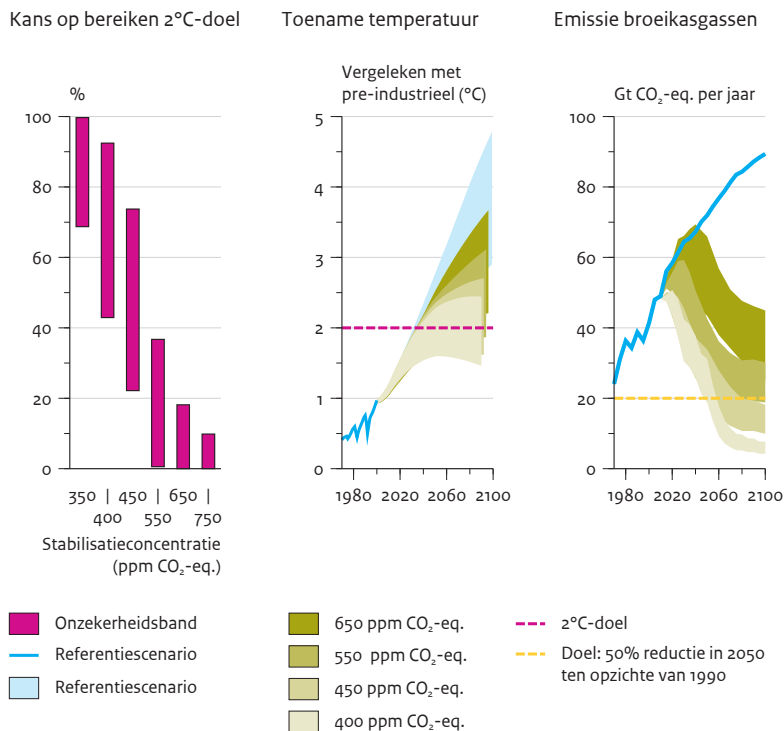 Kans op bereiken 2°C-doel
%
100
80
60
40
20
0
350 | 450 | 650 |
400 550 750
Stabilisatieconcentratie
(ppm CO₂-eq.)
Toename temperatuur
Vergeleken met
pre-industrieel (°C)
5
4
3
2
1
0
1980 2020 2060 2100
Emissie broeikasgassen
Gt CO₂-eq. per jaar
100
80
60
40
20
0
1980 2020 2060 2100
Onzekerheidsband
Referentiescenario
Referentiescenario
650 ppm CO₂-eq.
550 ppm CO₂-eq.
450 ppm CO₂-eq.
400 ppm CO₂-eq.
2°C-doel
Doel: 50% reductie in 2050
ten opzichte van 1990